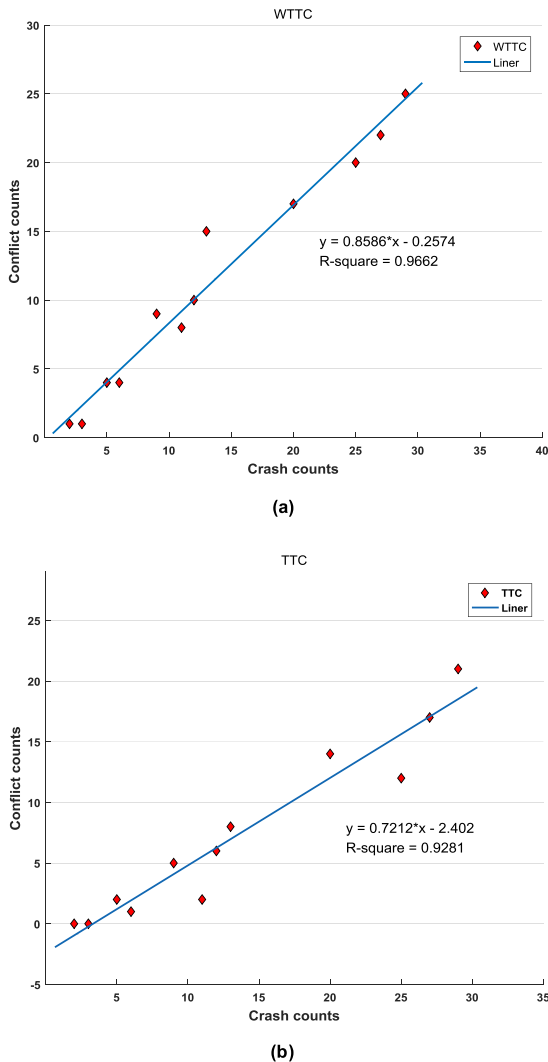 WTTC
30
25
20
15
10
5
0
Conflict counts
WTTC
Liner
y = 0.8586*x - 0.2574
R-square = 0.9662
5 10 15 20 25 30 35 40
Crash counts
(a)
TTC
25
20
15
10
5
0
-5
Conflict counts
TTC
Liner
y = 0.7212*x - 2.402
R-square = 0.9281
5 10 15 20 25 30 35
Crash counts
(b)